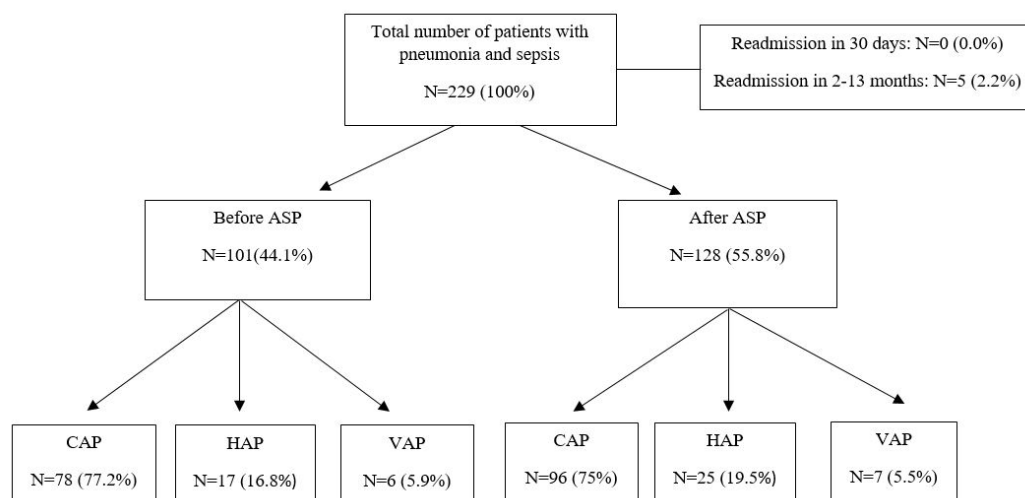 Total number of patients with
pneumonia and sepsis
N=229 (100%)
Readmission in 30 days: N=0 (0.0%)
Readmission in 2-13 months: N=5 (2.2%)
Before ASP
N=101(44.1%)
After ASP
N=128 (55.8%)
CAP
N=78 (77.2%)
HAP
N=17 (16.8%)
VAP
N=6 (5.9%)
CAP
N=96 (75%)
HAP
N=25 (19.5%)
VAP
N=7 (5.5%)